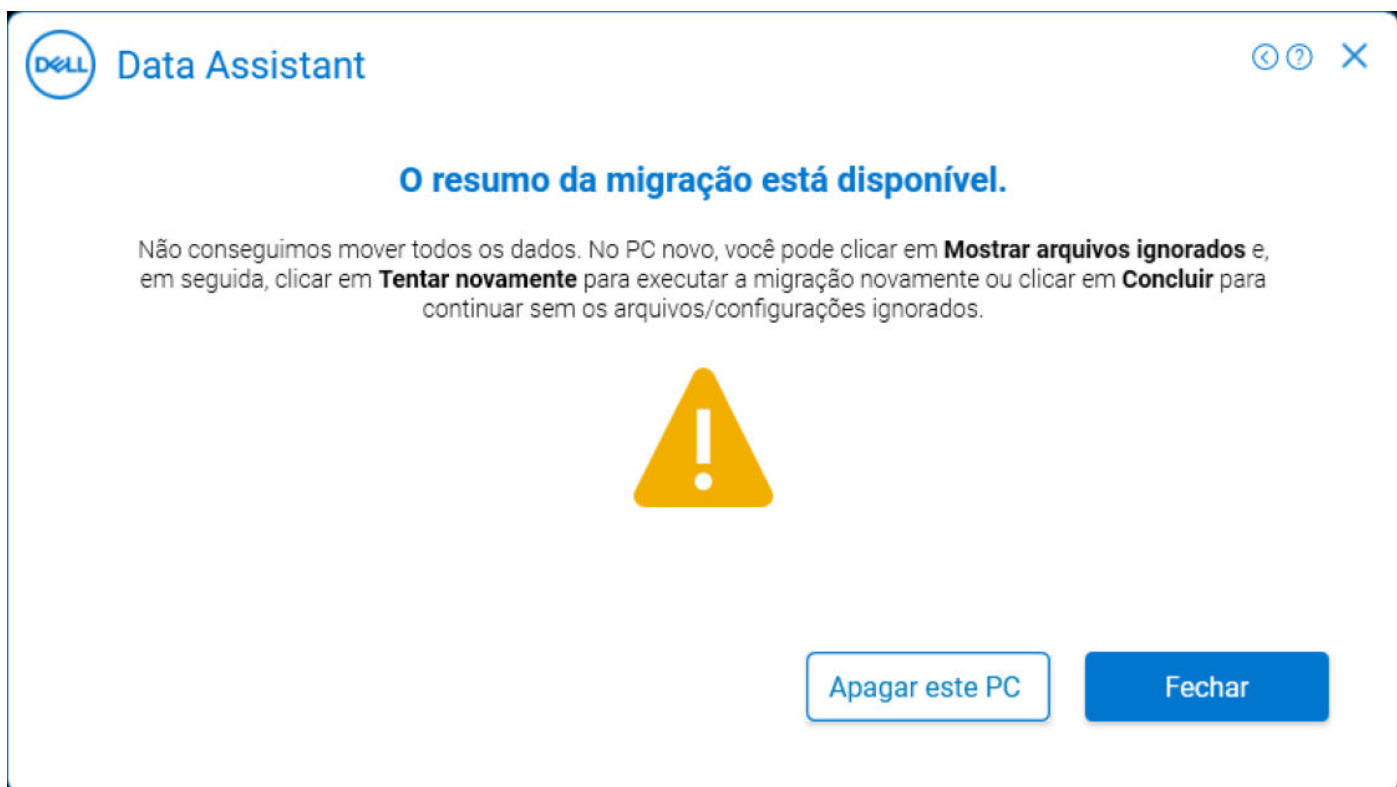 DELL Data Assistant
O resumo da migração está disponível.
Não conseguimos mover todos os dados. No PC novo, você pode clicar em Mostrar arquivos ignorados e,
em seguida, clicar em Tentar novamente para executar a migração novamente ou clicar em Concluir para
continuar sem os arquivos/configurações ignorados.
Apagar este PC Fechar